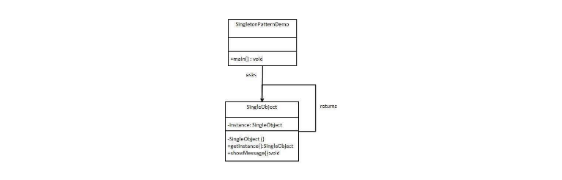 SingletonPatternDemo
+main() : void
asks
SingleObject
returns
-instance: SingleObject
-SingleObject ()
+getInstance():SingleObject
+showMessage():void